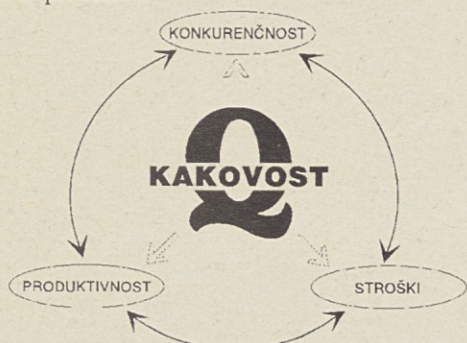 KONKURENČNOST
Q
KAKOVOST
PRODUKTIVNOST
STROŠKI